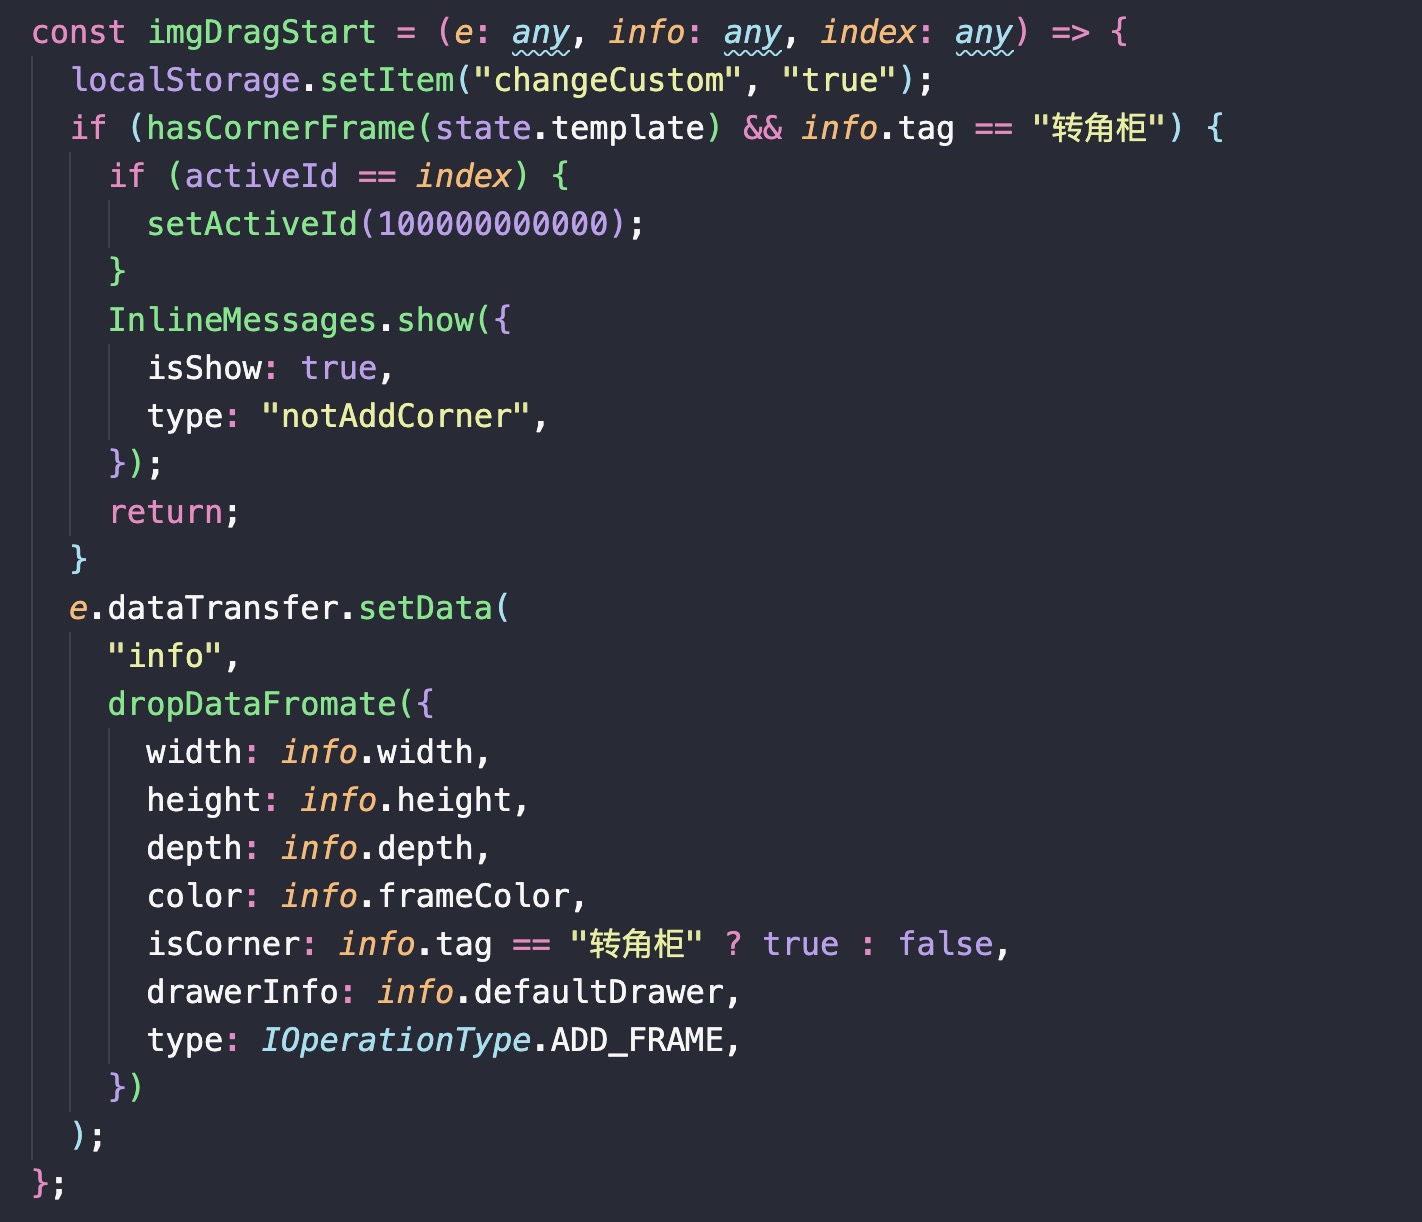 const imgDragStart = (e: any, info: any, index: any) => {
  localStorage.setItem("changeCustom", "true");
  if (hasCornerFrame(state.template) && info.tag == "转角柜") {
    if (activeId == index) {
      setActiveId(100000000000);
    }
    InlineMessages.show({
      isShow: true,
      type: "notAddCorner",
    });
    return;
  }
  e.dataTransfer.setData(
    "info",
    dropDataFromate({
      width: info.width,
      height: info.height,
      depth: info.depth,
      color: info.frameColor,
      isCorner: info.tag == "转角柜" ? true : false,
      drawerInfo: info.defaultDrawer,
      type: IOperationType.ADD_FRAME,
    })
  );
};